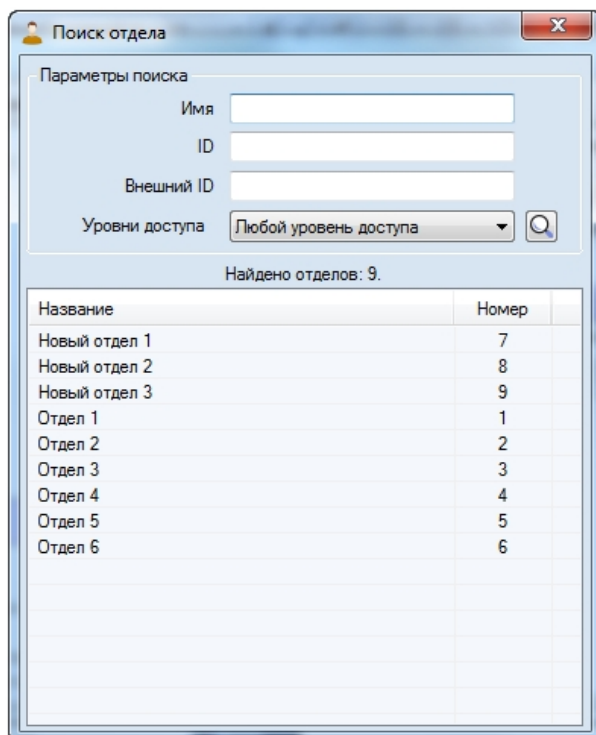 Поиск отдела
Параметры поиска
Имя
ID
Внешний ID
Уровни доступа Любой уровень доступа
Найдено отделов: 9.
Название Номер
Новый отдел 1 7
Новый отдел 2 8
Новый отдел 3 9
Отдел 1 1
Отдел 2 2
Отдел 3 3
Отдел 4 4
Отдел 5 5
Отдел 6 6